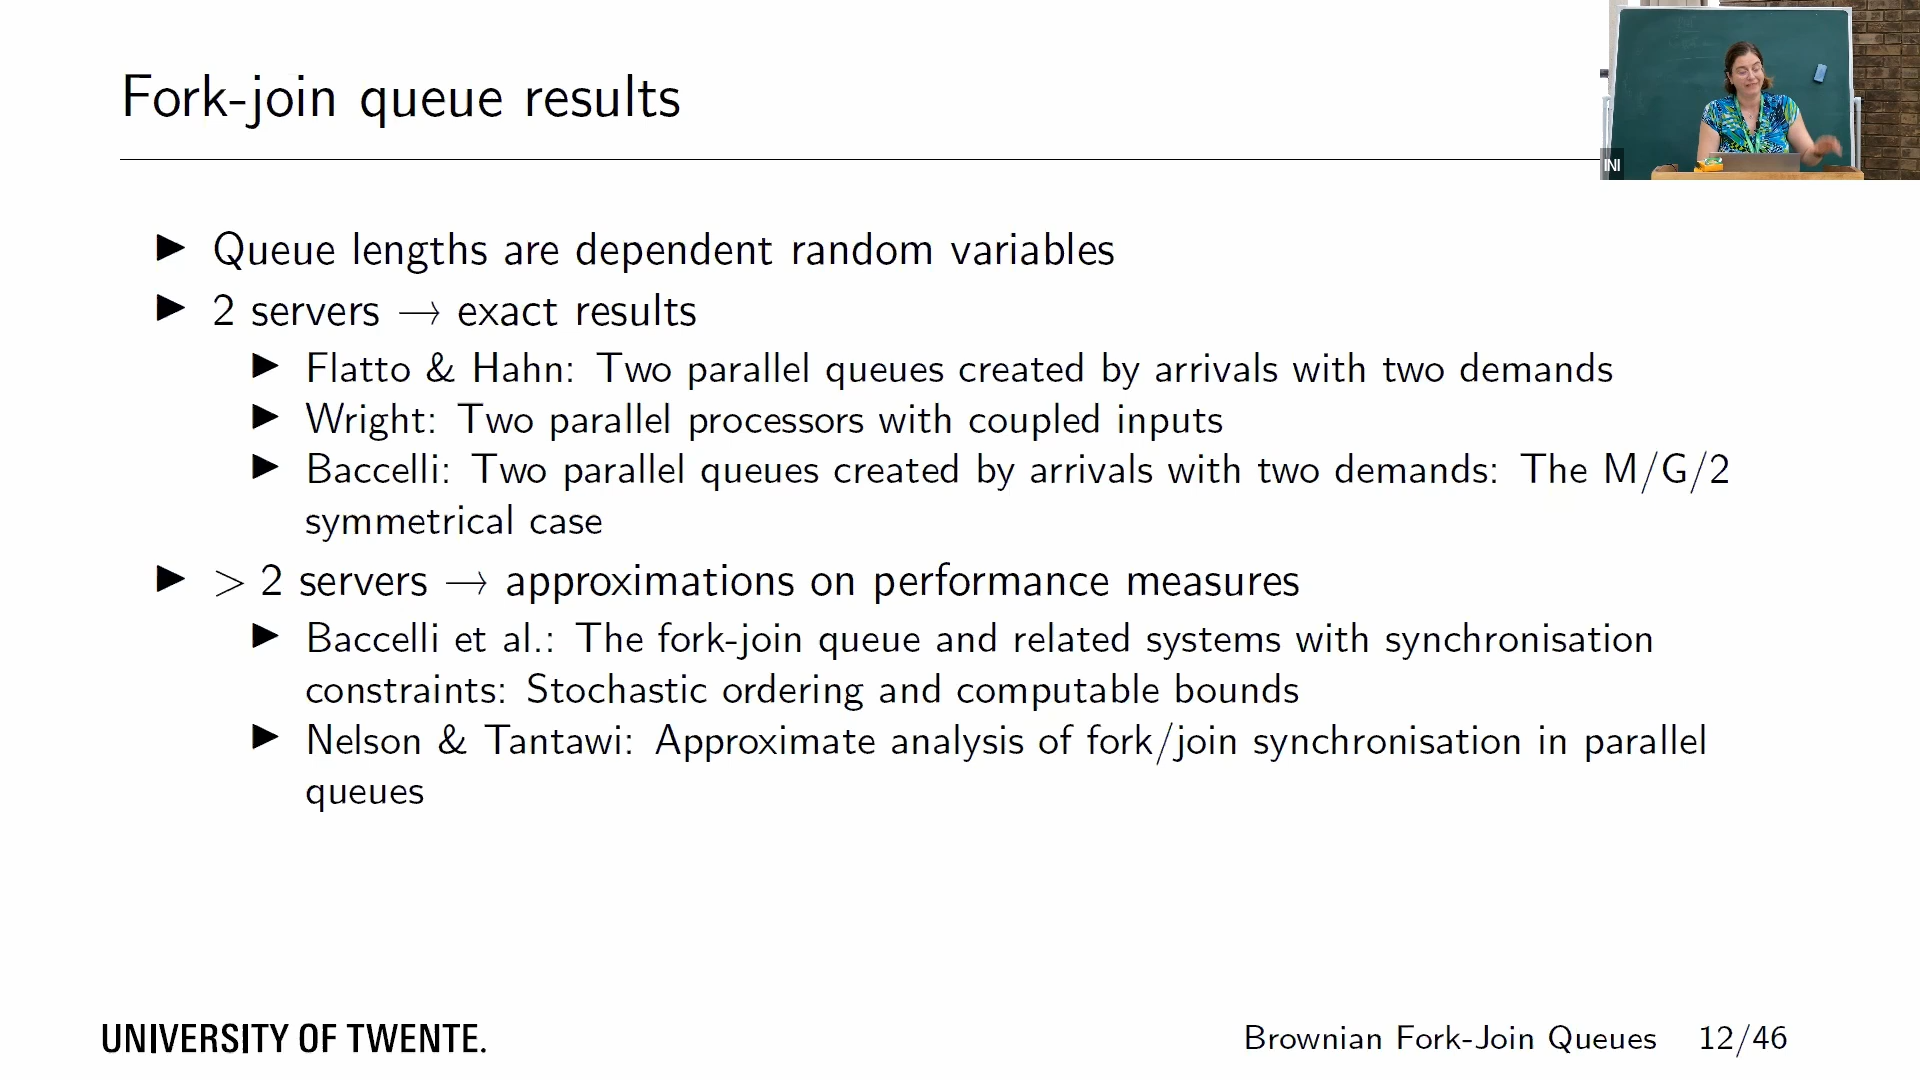 Fork-join queue results
INI
▶ Queue lengths are dependent random variables
▶ 2 servers → exact results
▶ Flatto & Hahn: Two parallel queues created by arrivals with two demands
▶ Wright: Two parallel processors with coupled inputs
▶ Baccelli: Two parallel queues created by arrivals with two demands: The M/G/2
symmetrical case
▶ > 2 servers → approximations on performance measures
▶ Baccelli et al.: The fork-join queue and related systems with synchronisation
constraints: Stochastic ordering and computable bounds
▶ Nelson & Tantawi: Approximate analysis of fork/join synchronisation in parallel
queues
UNIVERSITY OF TWENTE.
Brownian Fork-Join Queues 12/46